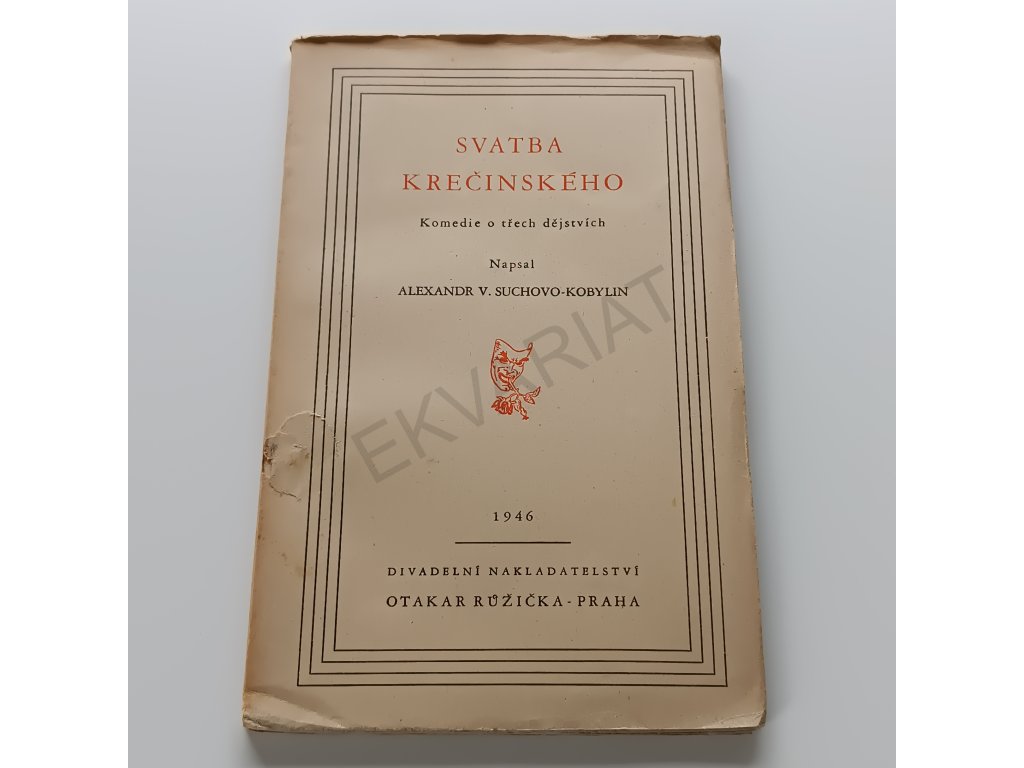 SVATBA
KREČINSKÉHO
Komedie o třech dějstvích
Napsal
ALEXANDR V. SUCHOVO-KOBYLIN
EKVARIAT
1946
DIVADELNÍ NAKLADATELSTVÍ
OTAKAR RŮŽIČKA - PRAHA